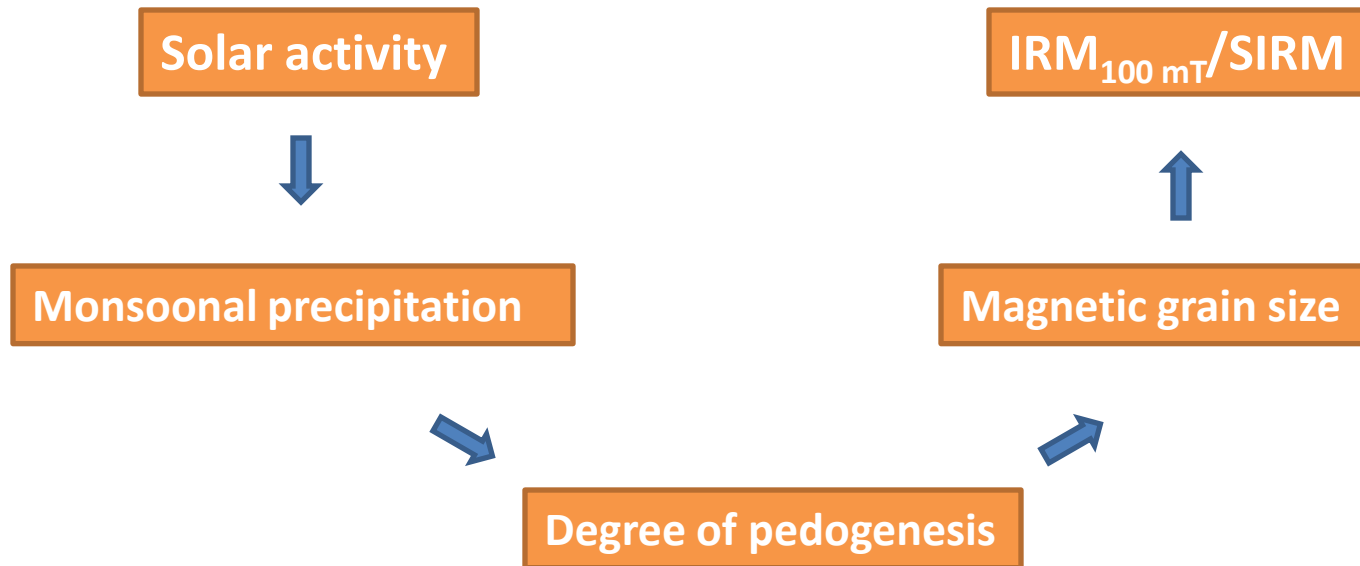 Solar activity
IRM100 mT/SIRM
Monsoonal precipitation
Magnetic grain size
Degree of pedogenesis